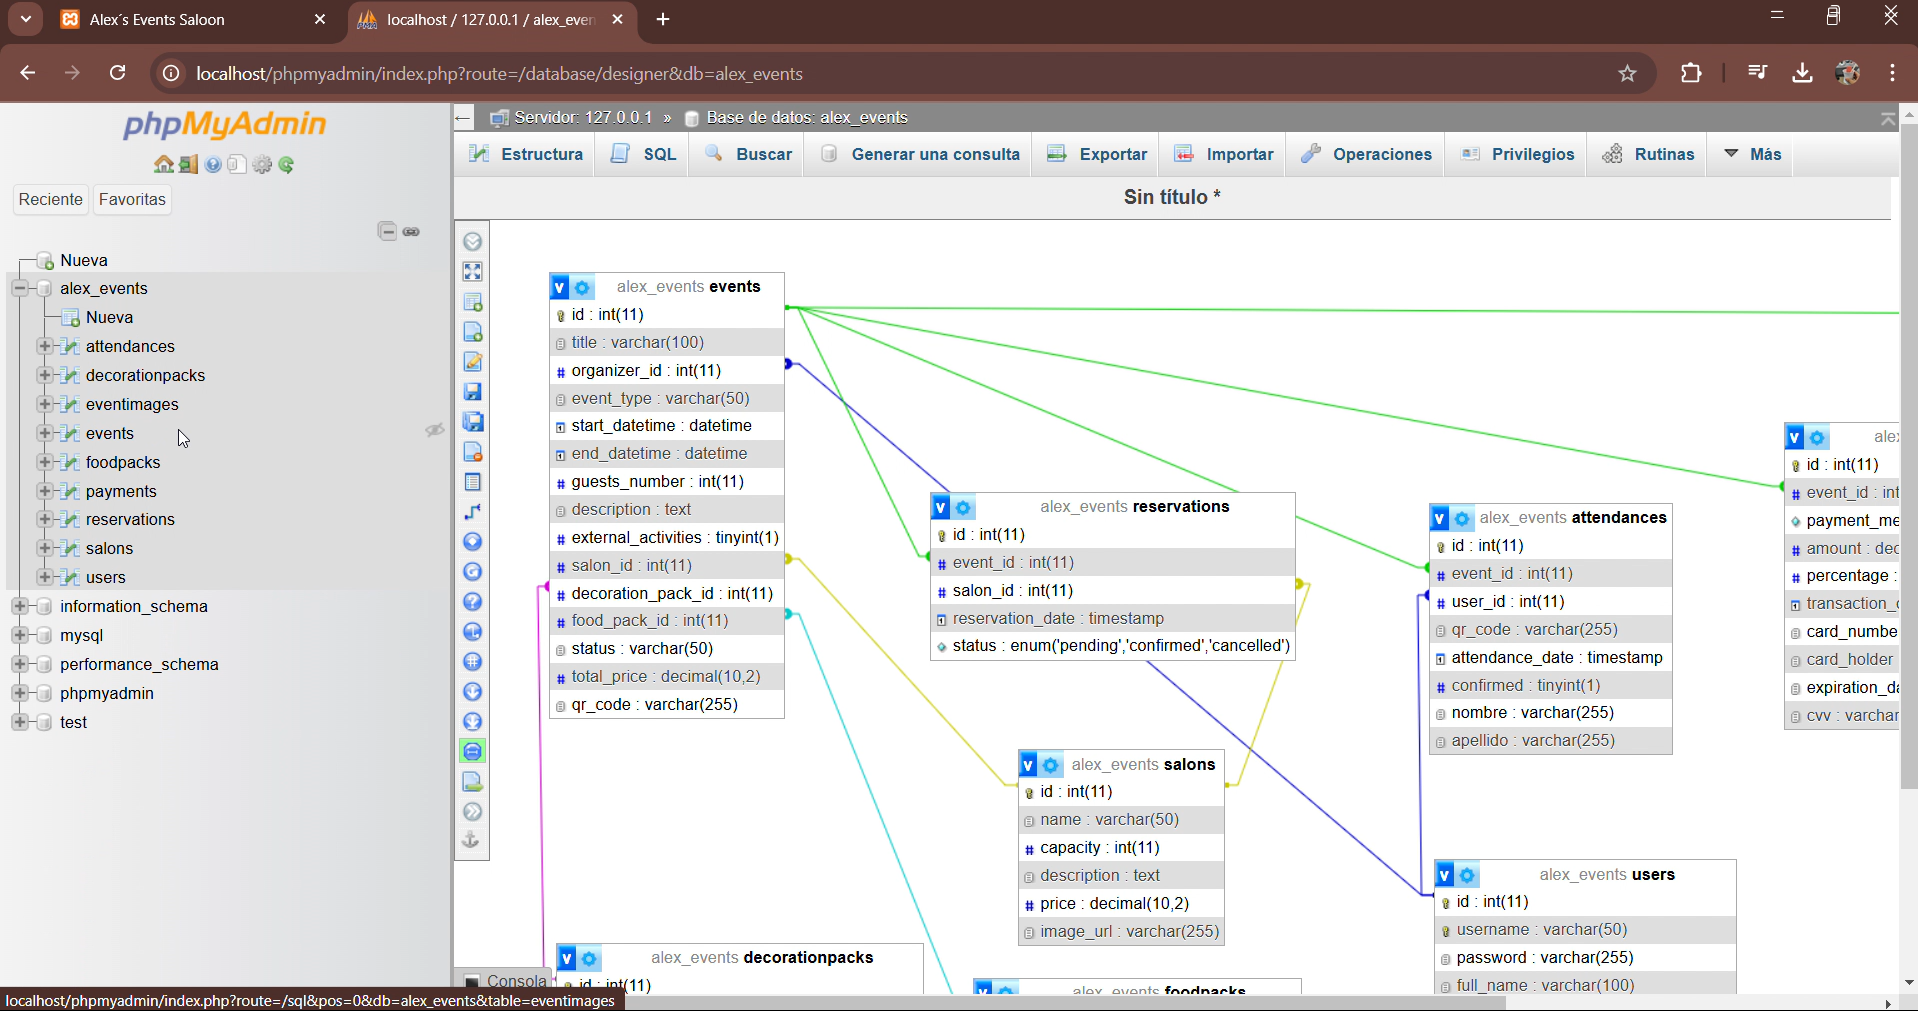 Alex´s Events Saloon
localhost / 127.0.0.1 / alex_even
localhost/phpmyadmin/index.php?route=/database/designer&db=alex_events
phpMyAdmin
Reciente
Favoritas
Nueva
alex_events
Nueva
attendances
decorationpacks
eventimages
events
foodpacks
payments
reservations
salons
users
information_schema
mysql
performance_schema
phpmyadmin
test
Servidor: 127.0.0.1 » Base de datos: alex_events
Estructura
SQL
Buscar
Generar una consulta
Exportar
Importar
Operaciones
Privilegios
Rutinas
Más
Sin título *
v alex_events events
id : int(11)
title : varchar(100)
# organizer_id : int(11)
event_type : varchar(50)
start_datetime : datetime
end_datetime : datetime
# guests_number : int(11)
description : text
# external_activities : tinyint(1)
# salon_id : int(11)
# decoration_pack_id : int(11)
# food_pack_id : int(11)
status : varchar(50)
# total_price : decimal(10,2)
qr_code : varchar(255)
v alex_events reservations
id : int(11)
# event_id : int(11)
# salon_id : int(11)
reservation_date : timestamp
status : enum('pending','confirmed','cancelled')
v alex_events attendances
id : int(11)
# event_id : int(11)
# user_id : int(11)
qr_code : varchar(255)
attendance_date : timestamp
# confirmed : tinyint(1)
nombre : varchar(255)
apellido : varchar(255)
v ale
id : int(11)
# event_id : int
payment_me
# amount : dec
# percentage :
transaction_
card_numbe
card_holder
expiration_da
cvv : varchar
v alex_events salons
id : int(11)
name : varchar(50)
# capacity : int(11)
description : text
# price : decimal(10,2)
image_url : varchar(255)
v alex_events users
id : int(11)
username : varchar(50)
password : varchar(255)
full_name : varchar(100)
v alex_events decorationpacks
id : int(11)
v alex_events foodpacks
Consola
localhost/phpmyadmin/index.php?route=/sql&pos=0&db=alex_events&table=eventimages